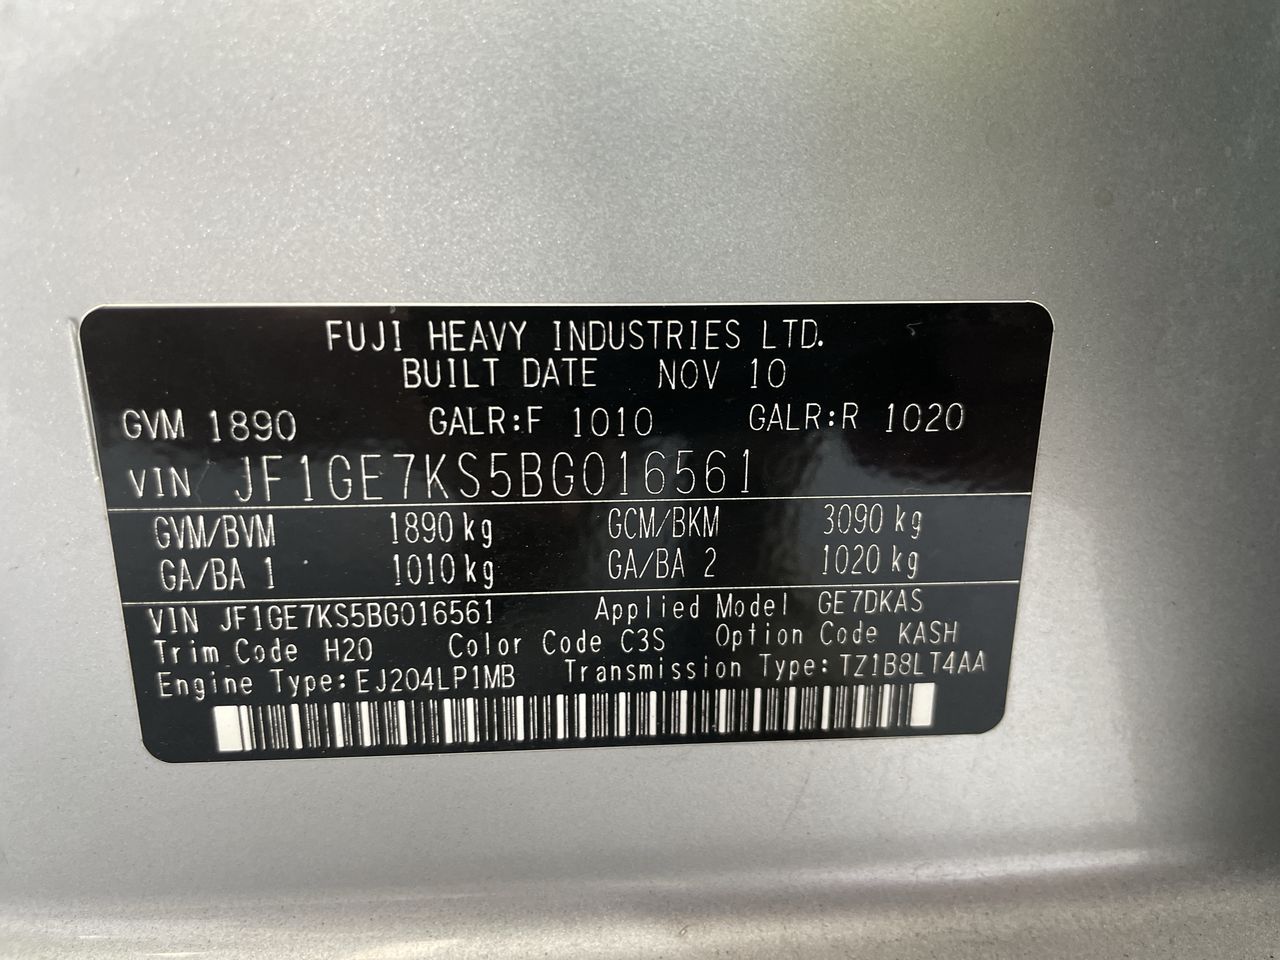 FUJI HEAVY INDUSTRIES LTD.
BUILT DATE NOV 10
GVM 1890 GALR:F 1010 GALR:R 1020
VIN JF1GE7KS5BG016561
GVM/BVM 1890 kg GCM/BKM 3090 kg
GA/BA 1 1010 kg GA/BA 2 1020 kg
VIN JF1GE7KS5BG016561 Applied Model GE7DKAS
Trim Code H20 Color Code C3S Option Code KASH
Engine Type:EJ204LP1MB Transmission Type:TZ1B8LT4AA